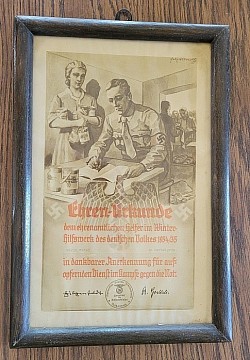 Ehren-Urkunde
dem ehrenamtlichen Helfer im Winter-
hilfswerk des deutschen Volkes 1934-35
in dankbarer Anerkennung für auf-
opfernden Dienst im Kampfe gegen die Not.